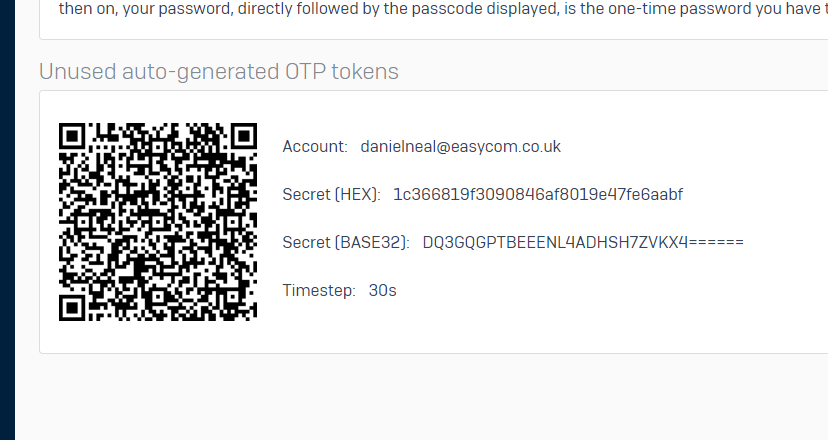 then on, your password, directly followed by the passcode displayed, is the one-time password you have
Unused auto-generated OTP tokens
Account: danielneal@easycom.co.uk
Secret (HEX): 1c366819f3090846af8019e47fe6aabf
Secret (BASE32): DQ3GQGPTBEEENL4ADHSH7ZVKX4======
Timestep: 30s